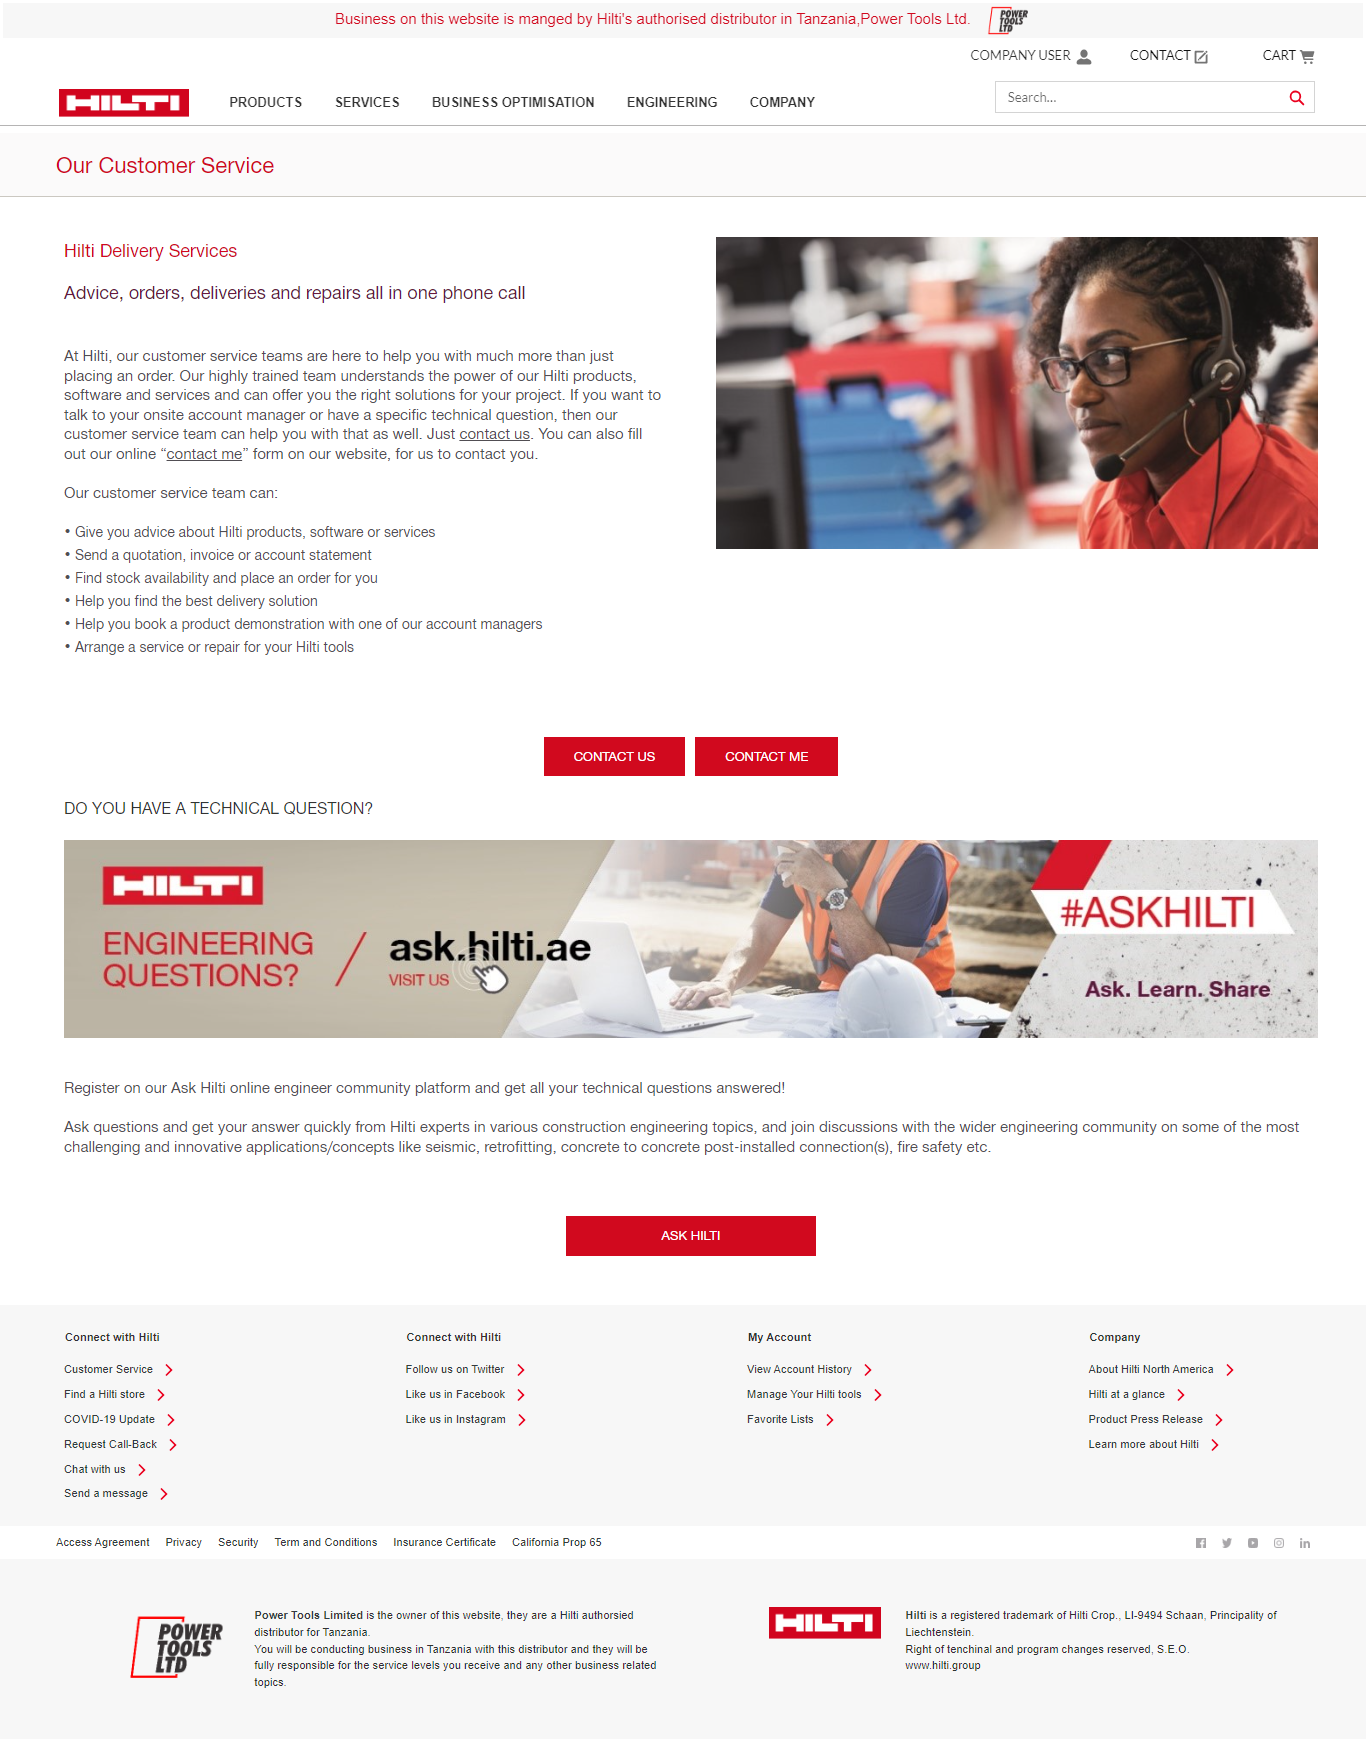 Business on this website is manged by Hilti's authorised distributor in Tanzania,Power Tools Ltd.
POWER
TOOLS
LTD
COMPANY USER
CONTACT
CART
HILTI
PRODUCTS
SERVICES
BUSINESS OPTIMISATION
ENGINEERING
COMPANY
Search...
Our Customer Service
Hilti Delivery Services
Advice, orders, deliveries and repairs all in one phone call
At Hilti, our customer service teams are here to help you with much more than just
placing an order. Our highly trained team understands the power of our Hilti products,
software and services and can offer you the right solutions for your project. If you want to
talk to your onsite account manager or have a specific technical question, then our
customer service team can help you with that as well. Just contact us. You can also fill
out our online “contact me” form on our website, for us to contact you.
Our customer service team can:
• Give you advice about Hilti products, software or services
• Send a quotation, invoice or account statement
• Find stock availability and place an order for you
• Help you find the best delivery solution
• Help you book a product demonstration with one of our account managers
• Arrange a service or repair for your Hilti tools
CONTACT US
CONTACT ME
DO YOU HAVE A TECHNICAL QUESTION?
HILTI
ENGINEERING
QUESTIONS?
ask.hilti.ae
VISIT US
#ASKHILTI
Ask. Learn. Share
Register on our Ask Hilti online engineer community platform and get all your technical questions answered!
Ask questions and get your answer quickly from Hilti experts in various construction engineering topics, and join discussions with the wider engineering community on some of the most
challenging and innovative applications/concepts like seismic, retrofitting, concrete to concrete post-installed connection(s), fire safety etc.
ASK HILTI
Connect with Hilti
Customer Service
Find a Hilti store
COVID-19 Update
Request Call-Back
Chat with us
Send a message
Connect with Hilti
Follow us on Twitter
Like us in Facebook
Like us in Instagram
My Account
View Account History
Manage Your Hilti tools
Favorite Lists
Company
About Hilti North America
Hilti at a glance
Product Press Release
Learn more about Hilti
Access Agreement
Privacy
Security
Term and Conditions
Insurance Certificate
California Prop 65
POWER
TOOLS
LTD
Power Tools Limited is the owner of this website, they are a Hilti authorsied
distributor for Tanzania.
You will be conducting business in Tanzania with this distributor and they will be
fully responsible for the service levels you receive and any other business related
topics.
HILTI
Hilti is a registered trademark of Hilti Crop., LI-9494 Schaan, Principality of
Liechtenstein.
Right of tenchinal and program changes reserved, S.E.O.
www.hilti.group